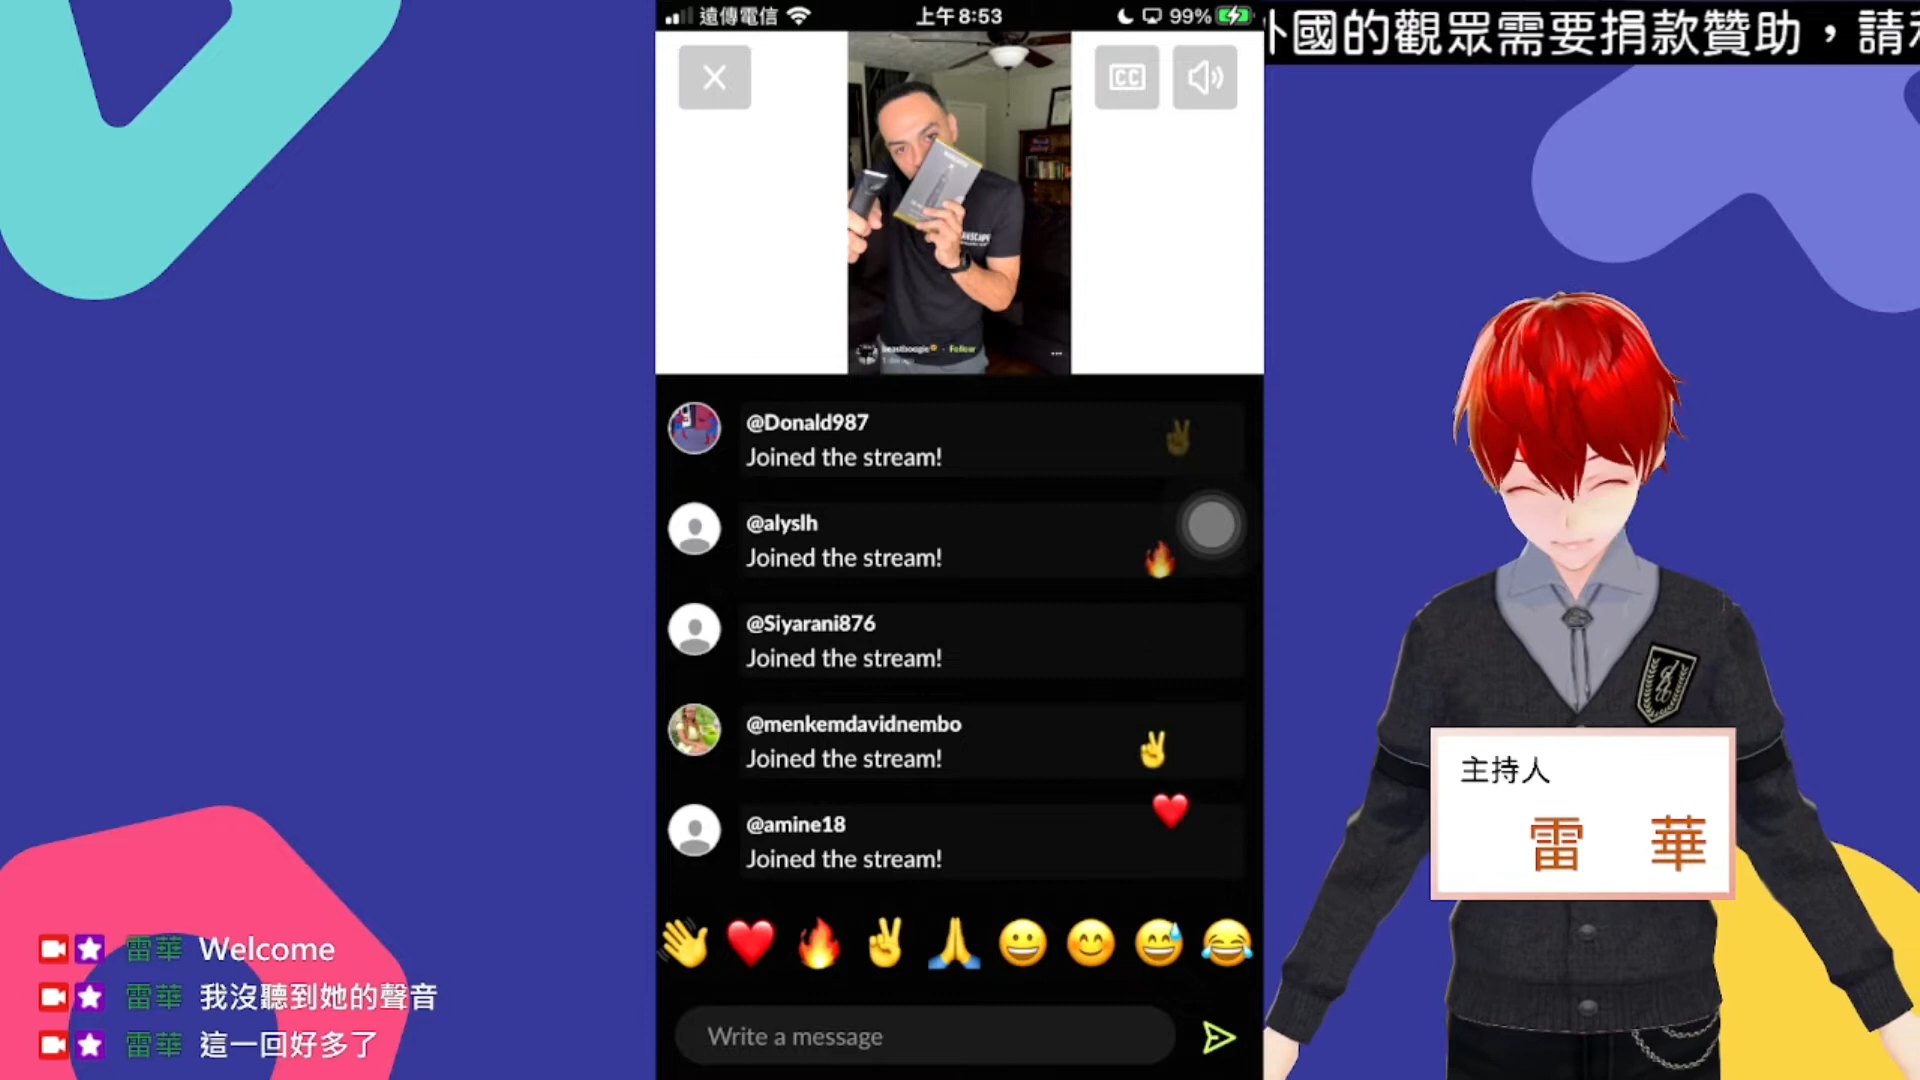 遠傳電信
上午8:53
99%
國的觀眾需要捐款贊助，請
CC
Follow
@Donald987
Joined the stream!
@alyslh
Joined the stream!
@Siyarani876
Joined the stream!
@menkemdavidnembo
Joined the stream!
@amine18
Joined the stream!
Write a message
主持人
雷 華
雷華 Welcome
雷華 我沒聽到她的聲音
雷華 這一回好多了